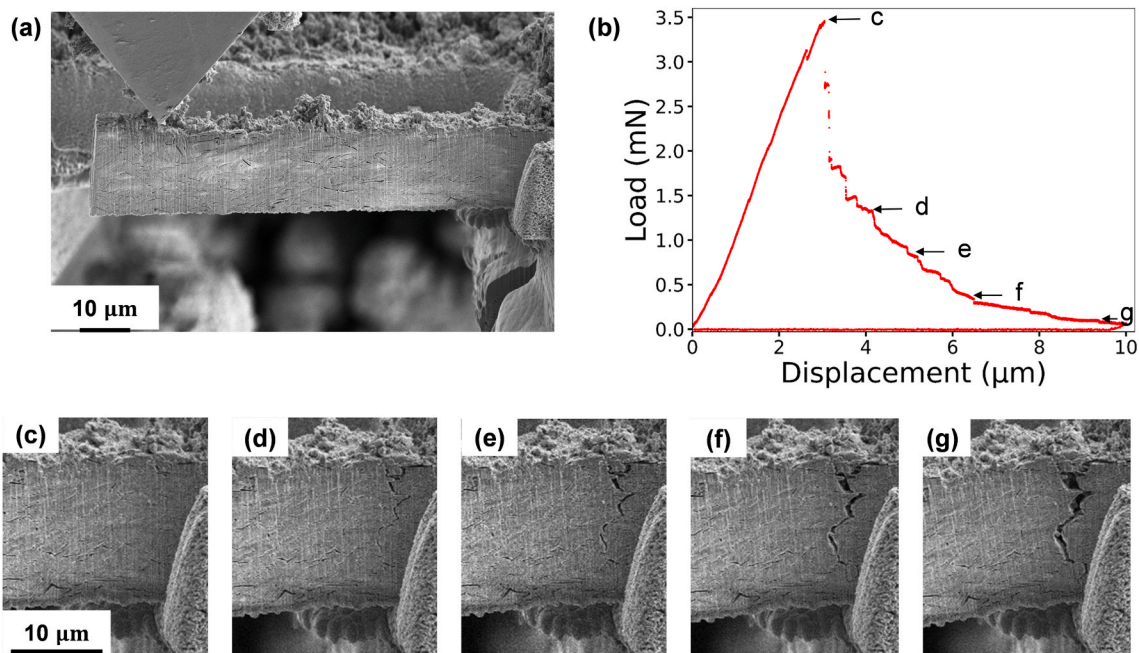 (a)
10 μm
(b)
Load (mN)
3.5
3.0
2.5
2.0
1.5
1.0
0.5
0.0
c
d
e
f
g
0
2
4
6
8
10
Displacement (μm)
(c)
(d)
(e)
(f)
(g)
10 μm